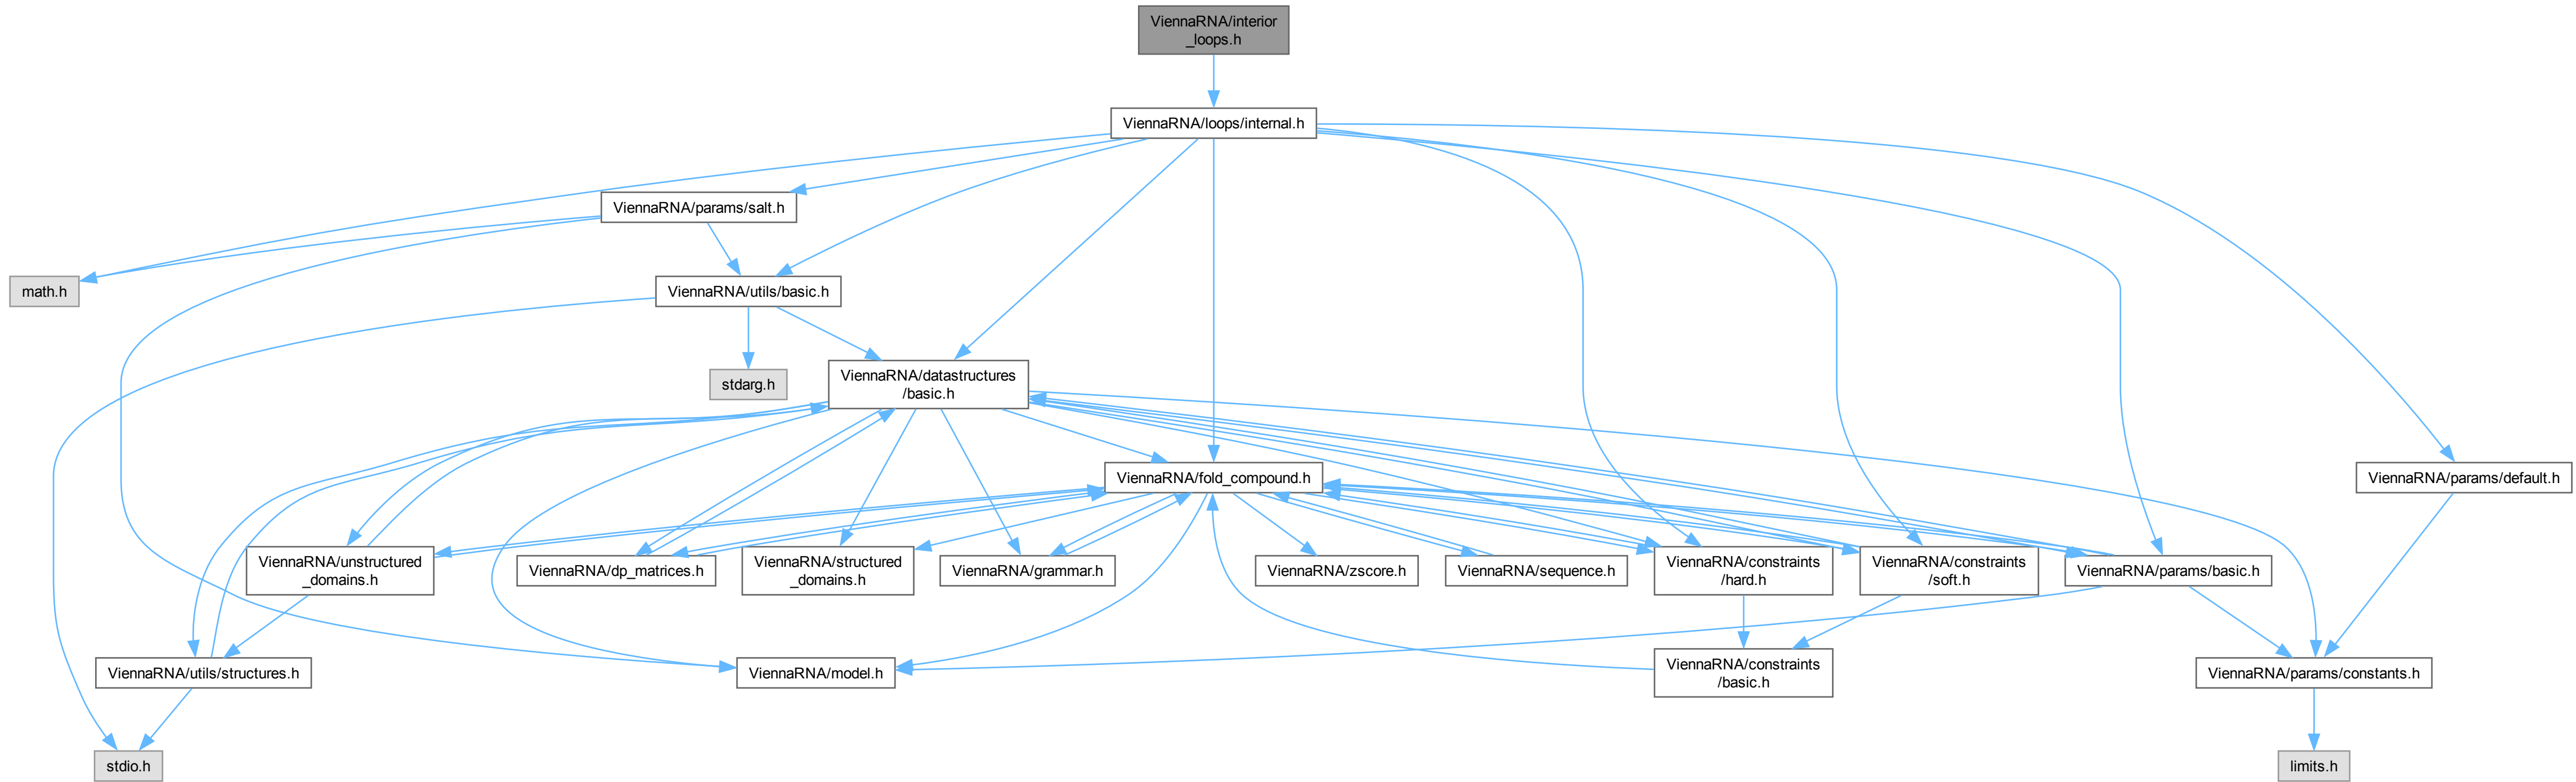 ViennaRNA/interior
_loops.h
ViennaRNA/loops/internal.h
ViennaRNA/params/salt.h
math.h
ViennaRNA/utils/basic.h
stdarg.h
ViennaRNA/datastructures
/basic.h
ViennaRNA/fold_compound.h
ViennaRNA/params/default.h
ViennaRNA/unstructured
_domains.h
ViennaRNA/dp_matrices.h
ViennaRNA/structured
_domains.h
ViennaRNA/grammar.h
ViennaRNA/zscore.h
ViennaRNA/sequence.h
ViennaRNA/constraints
/hard.h
ViennaRNA/constraints
/soft.h
ViennaRNA/params/basic.h
ViennaRNA/utils/structures.h
ViennaRNA/model.h
ViennaRNA/constraints
/basic.h
ViennaRNA/params/constants.h
stdio.h
limits.h